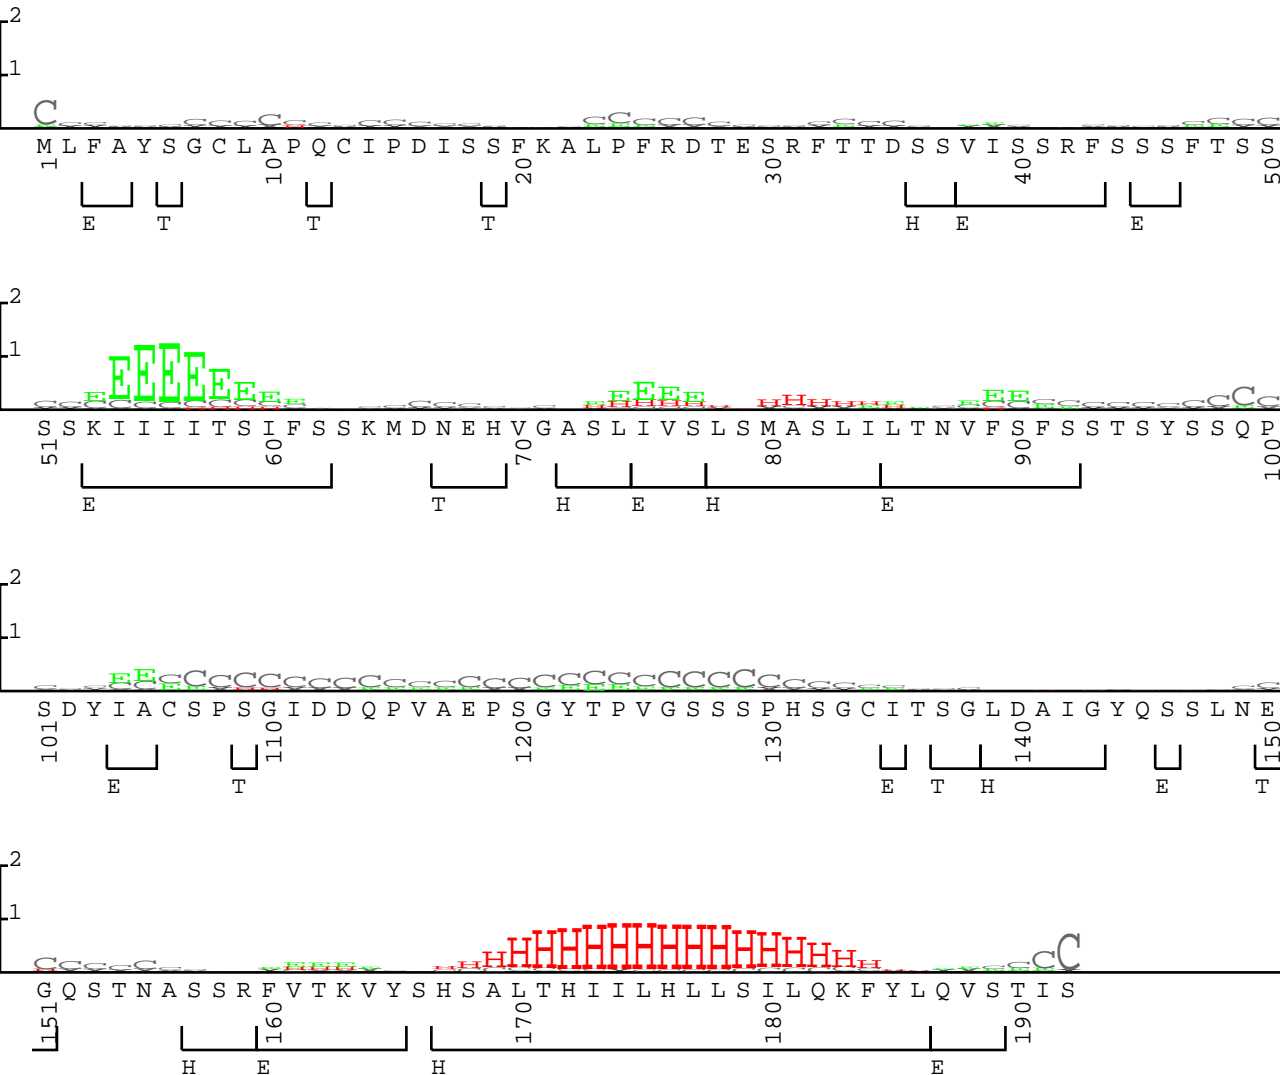 2
1
C
M L F A Y S G C L A P Q C I P D I S S F K A L P F R D T E S R F T T D S S V I S S R F S S S F T S S
1 10 20 30 40 50
E T T T H E E
2
1
E E E E E E E E
S S K I I I I T S I F S S K M D N E H V G A S L I V S L S M A S L I L T N V F S F S S T S Y S S Q P
51 60 70 80 90 100
E T H E H E
2
1
S D Y I A C S P S G I D D Q P V A E P S G Y T P V G S S S P H S G C I T S G L D A I G Y Q S S L N E
101 110 120 130 140 150
E T E T H E T
2
1
H H H H H H H H H H H H H H H H C C
G Q S T N A S S R F V T K V Y S H S A L T H I I L H L L S I L Q K F Y L Q V S T I S
151 160 170 180 190
H E H E